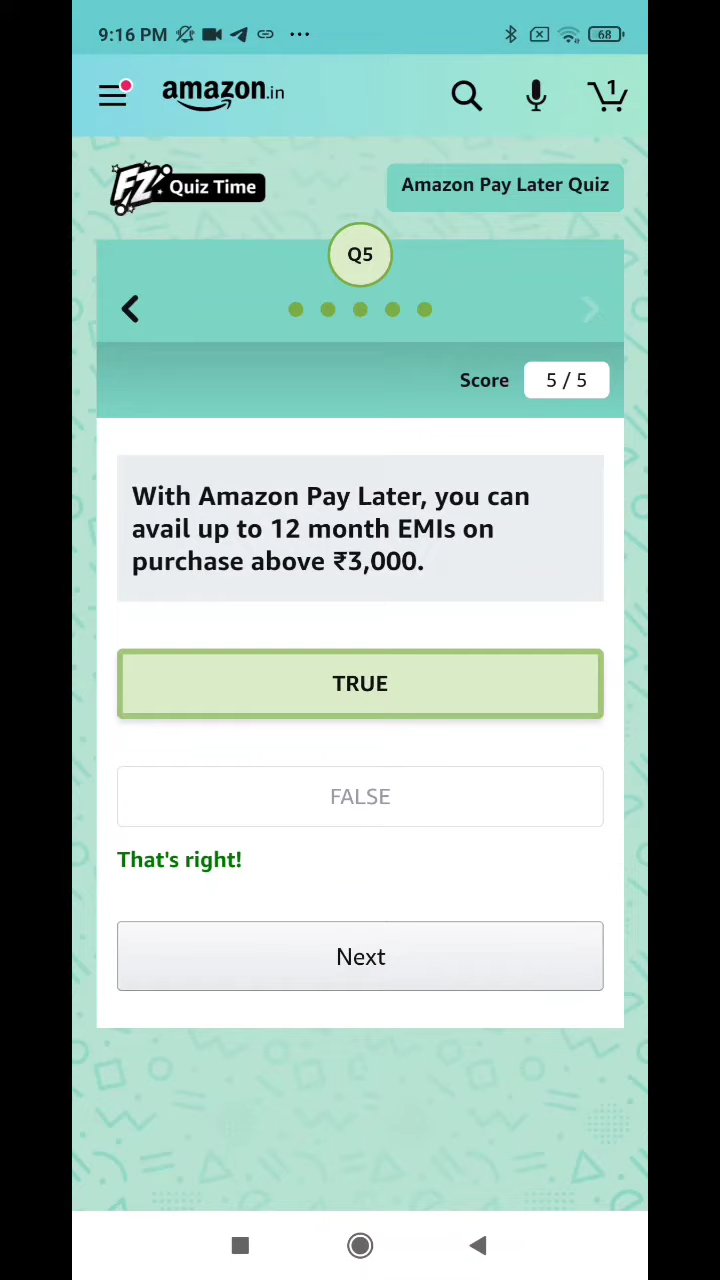 9:16 PM
68
amazon.in
1
FZ Quiz Time
Amazon Pay Later Quiz
Q5
Score 5 / 5
With Amazon Pay Later, you can
avail up to 12 month EMIs on
purchase above ₹3,000.
TRUE
FALSE
That's right!
Next